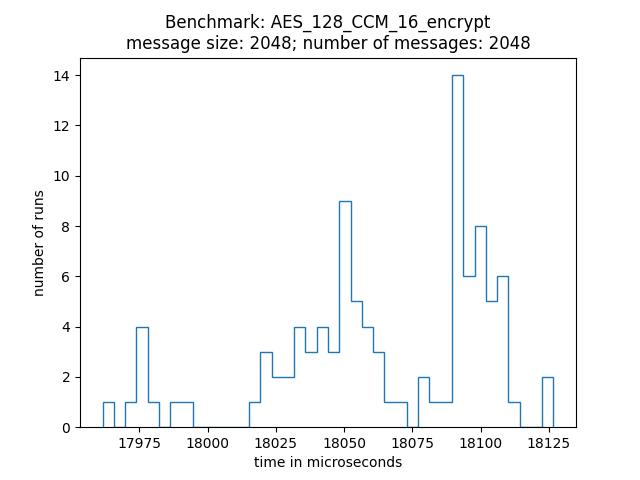 Benchmark: AES_128_CCM_16_encrypt
message size: 2048; number of messages: 2048
14
12
10
8
6
4
2
0
number of runs
17975 18000 18025 18050 18075 18100 18125
time in microseconds